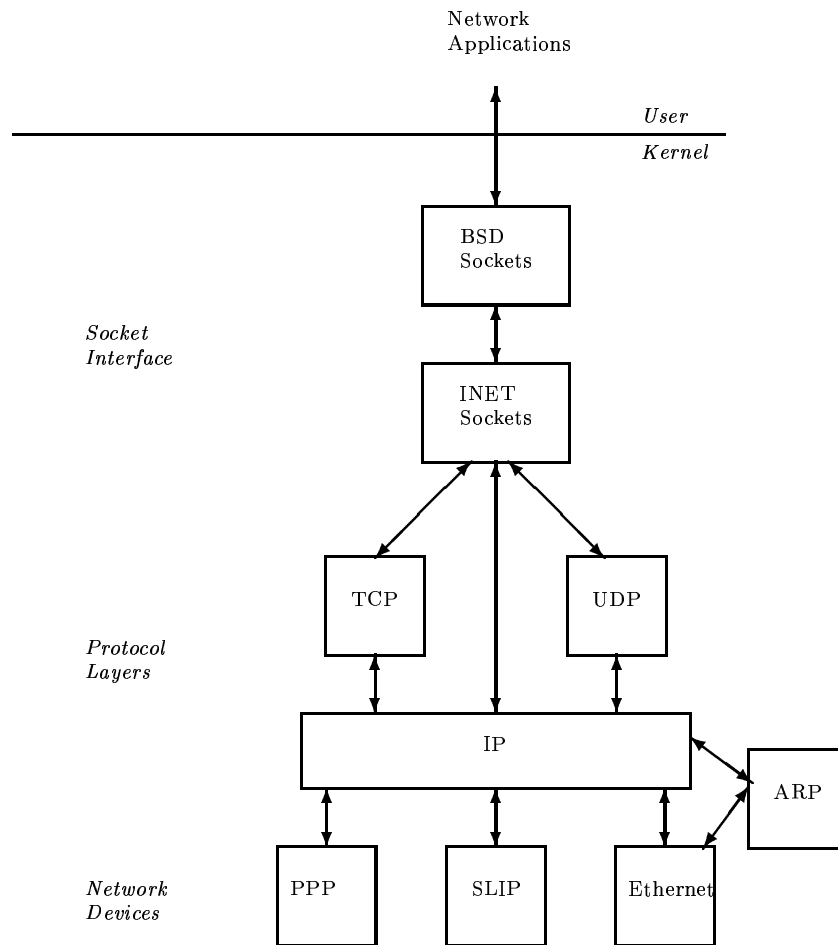 Network
Applications
User
Kernel
BSD
Sockets
Socket
Interface
INET
Sockets
TCP
UDP
Protocol
Layers
IP
ARP
PPP
SLIP
Ethernet
Network
Devices